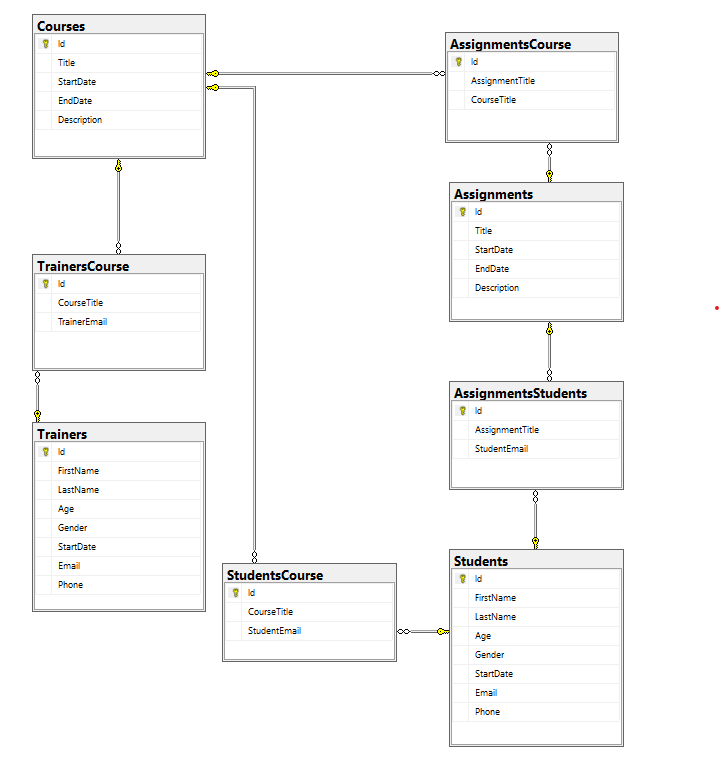 Courses
Id
Title
StartDate
EndDate
Description
AssignmentsCourse
Id
AssignmentTitle
CourseTitle
Assignments
Id
Title
StartDate
EndDate
Description
TrainersCourse
Id
CourseTitle
TrainerEmail
AssignmentsStudents
Id
AssignmentTitle
StudentEmail
Trainers
Id
FirstName
LastName
Age
Gender
StartDate
Email
Phone
StudentsCourse
Id
CourseTitle
StudentEmail
Students
Id
FirstName
LastName
Age
Gender
StartDate
Email
Phone